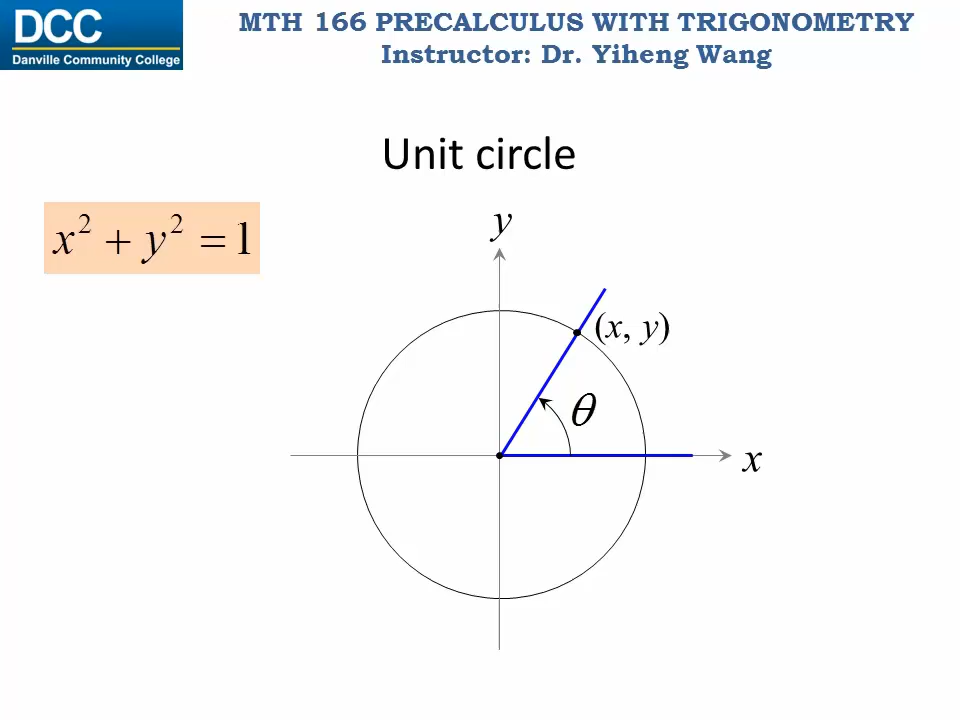 DCC
Danville Community College
MTH 166 PRECALCULUS WITH TRIGONOMETRY
Instructor: Dr. Yiheng Wang
Unit circle
x² + y² = 1
y
(x, y)
θ
x